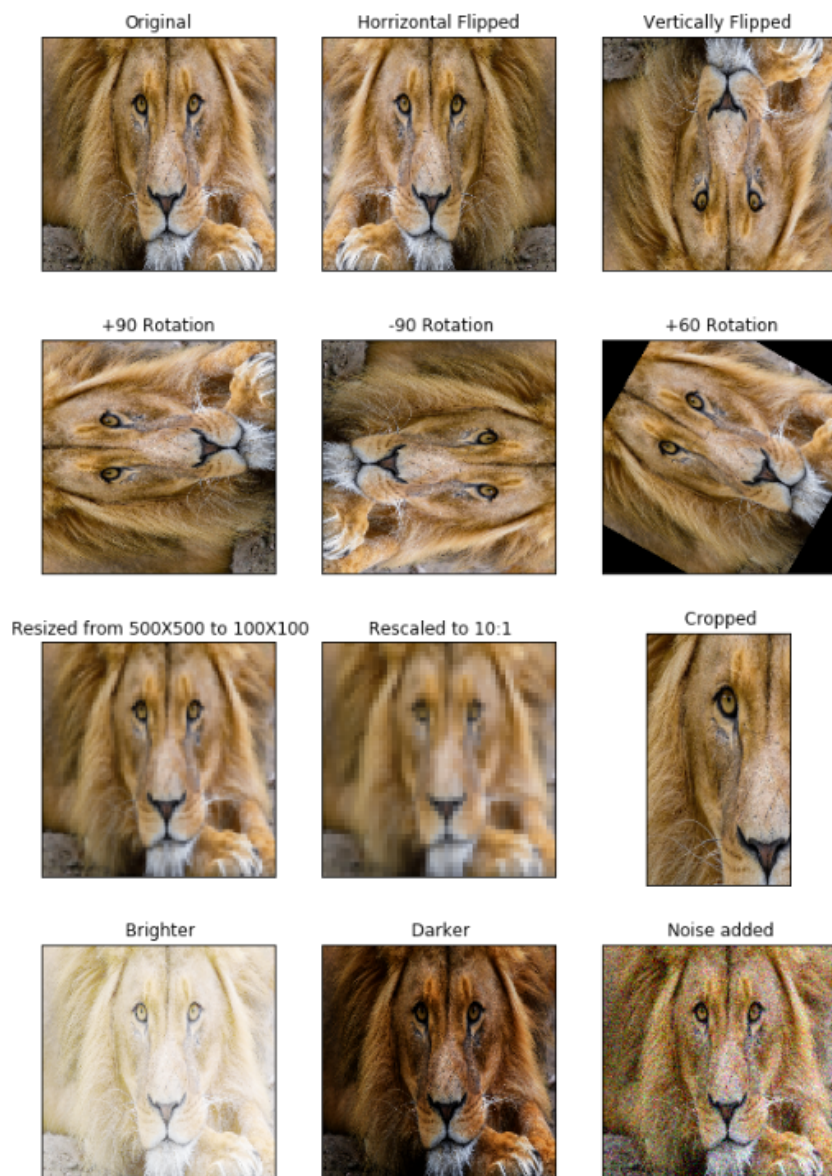 Original
Horrizontal Flipped
Vertically Flipped
+90 Rotation
-90 Rotation
+60 Rotation
Resized from 500X500 to 100X100
Rescaled to 10:1
Cropped
Brighter
Darker
Noise added